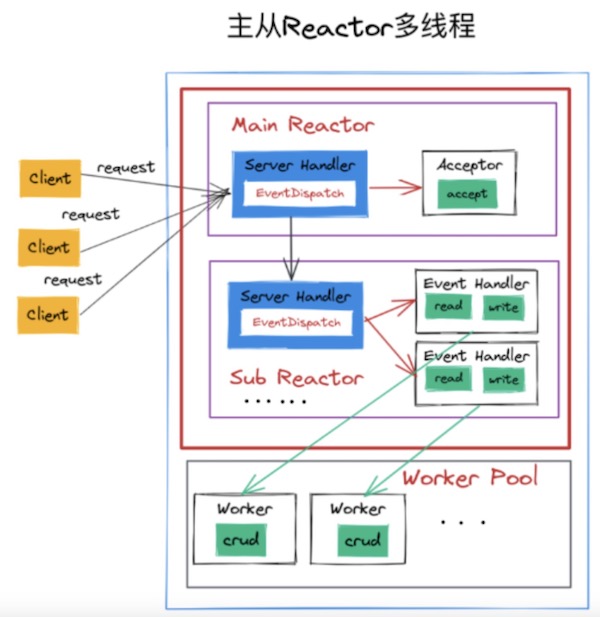 主从Reactor多线程
Main Reactor
Server Handler
EventDispatch
Acceptor
accept
Client
request
Client
request
Client
request
Server Handler
EventDispatch
Event Handler
read write
Event Handler
read write
Sub Reactor
......
Worker Pool
Worker
crud
Worker
crud
...